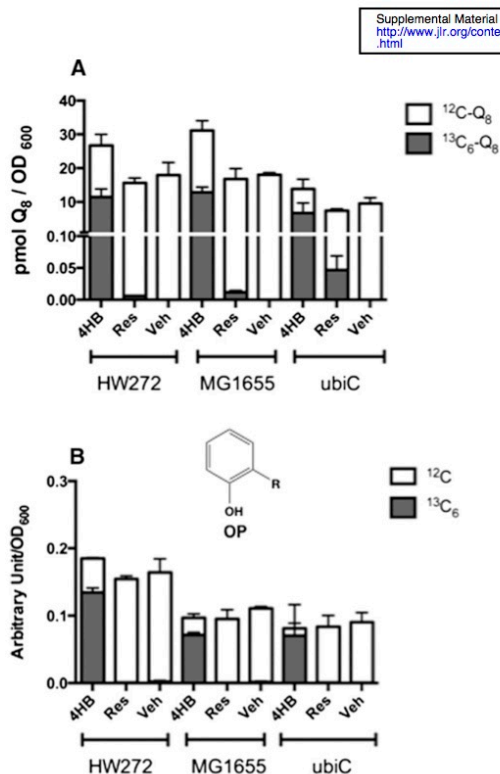 Supplemental Material
http://www.jlr.org/conte
.html
A
pmol Q8 / OD 600
40
30
20
10
0.10
0.05
0.00
12C-Q8
13C6-Q8
4HB Res Veh 4HB Res Veh 4HB Res Veh
HW272 MG1655 ubiC
B
Arbitrary Unit/OD600
0.3
0.2
0.1
0.0
R
OH
OP
12C
13C6
4HB Res Veh 4HB Res Veh 4HB Res Veh
HW272 MG1655 ubiC